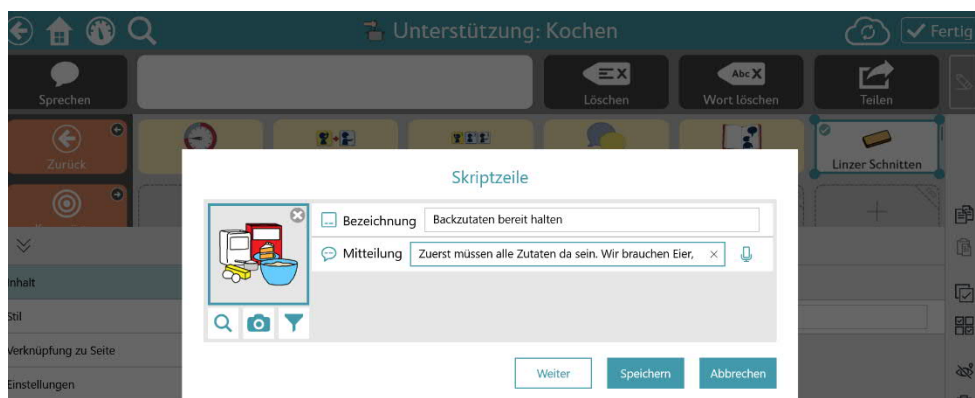 Unterstützung: Kochen
Fertig
Sprechen
Löschen
Abc X
Wort löschen
Teilen
Zurück
Linzer Schnitten
Skriptzeile
Bezeichnung
Backzutaten bereit halten
Mitteilung
Zuerst müssen alle Zutaten da sein. Wir brauchen Eier,
Inhalt
Stil
Verknüpfung zu Seite
Einstellungen
Weiter
Speichern
Abbrechen